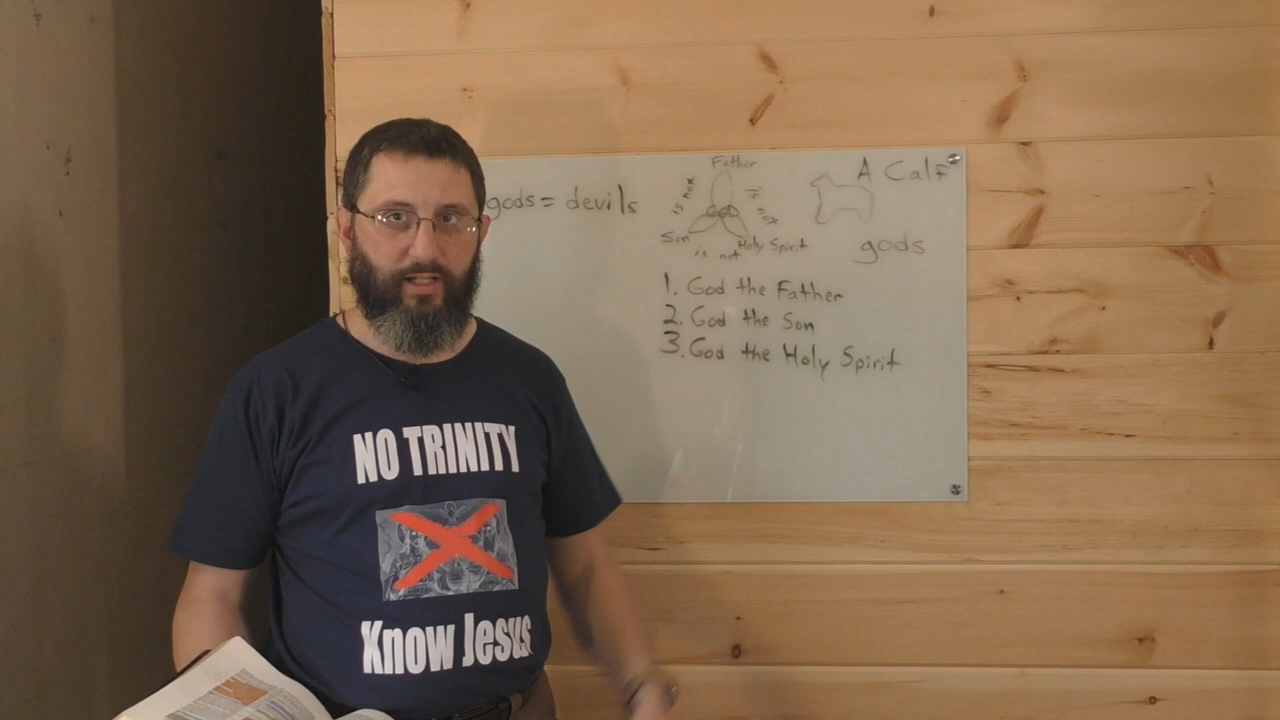 gods = devils
Father
is not
is not
God
Son
Holy Spirit
is not
A Calf
gods
1. God the Father
2. God the Son
3. God the Holy Spirit
NO TRINITY
Know Jesus